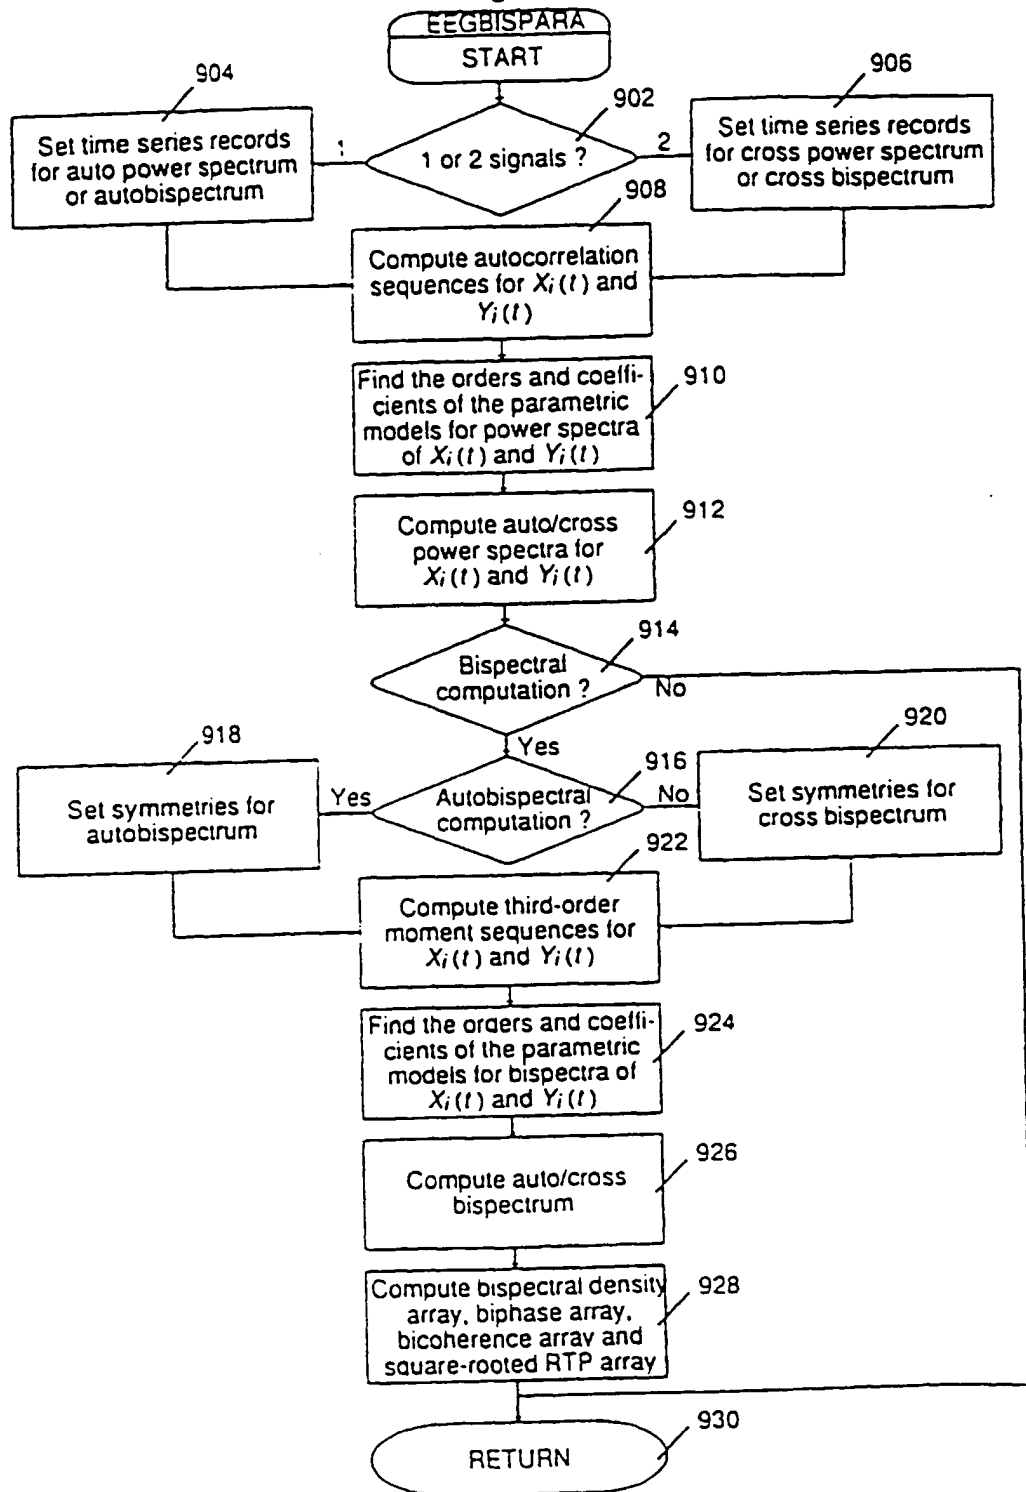 EEGBISPARA
START
904
902
906
Set time series records
for auto power spectrum
or autobispectrum
1
1 or 2 signals ?
2
Set time series records
for cross power spectrum
or cross bispectrum
908
Compute autocorrelation
sequences for Xi(t) and
Yi(t)
910
Find the orders and coeffi-
cients of the parametric
models for power spectra
of Xi(t) and Yi(t)
912
Compute auto/cross
power spectra for
Xi(t) and Yi(t)
914
Bispectral
computation ?
No
Yes
918
916
920
Set symmetries for
autobispectrum
Yes
Autobispectral
computation ?
No
Set symmetries for
cross bispectrum
922
Compute third-order
moment sequences for
Xi(t) and Yi(t)
924
Find the orders and coeffi-
cients of the parametric
models for bispectra of
Xi(t) and Yi(t)
926
Compute auto/cross
bispectrum
928
Compute bispectral density
array, biphase array,
bicoherence array and
square-rooted RTP array
930
RETURN